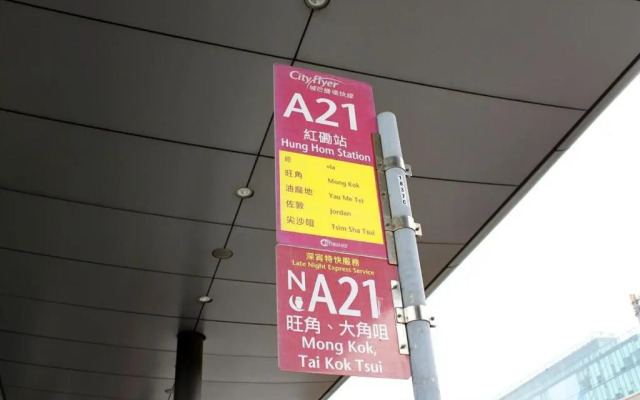 Cityflyer
城巴機場快線
A21
紅磡站
Hung Hom Station
經 via
旺角 Mong Kok
油麻地 Yau Ma Tei
佐敦 Jordan
尖沙咀 Tsim Sha Tsui
深宵特快服務
Late Night Express Service
NA21
旺角、大角咀
Mong Kok,
Tai Kok Tsui